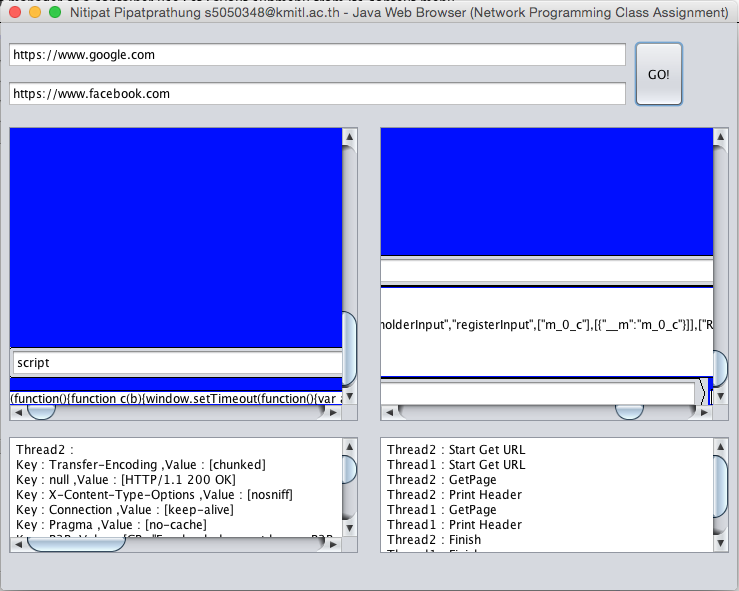 Nitipat Pipatprathung s5050348@kmitl.ac.th - Java Web Browser (Network Programming Class Assignment)
https://www.google.com
GO!
https://www.facebook.com
holderInput","registerInput",["m_0_c"],[{"__m":"m_0_c"}]],["R
script
(function(){function c(b){window.setTimeout(function(){var a
Thread2 :
Key : Transfer-Encoding ,Value : [chunked]
Key : null ,Value : [HTTP/1.1 200 OK]
Key : X-Content-Type-Options ,Value : [nosniff]
Key : Connection ,Value : [keep-alive]
Key : Pragma ,Value : [no-cache]
Thread2 : Start Get URL
Thread1 : Start Get URL
Thread2 : GetPage
Thread2 : Print Header
Thread1 : GetPage
Thread1 : Print Header
Thread2 : Finish
Thread1 : Finish